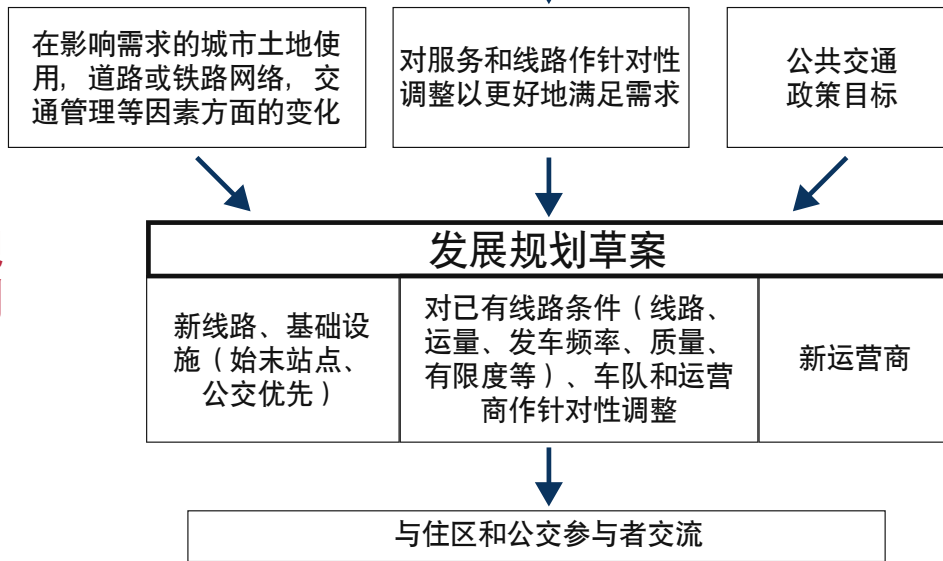 在影响需求的城市土地使
用，道路或铁路网络，交
通管理等因素方面的变化
对服务和线路作针对性
调整以更好地满足需求
公共交通
政策目标
发展规划草案
新线路、基础设
施（始末站点、
公交优先）
对已有线路条件（线路、
运量、发车频率、质量、
有限度等）、车队和运营
商作针对性调整
新运营商
与住区和公交参与者交流